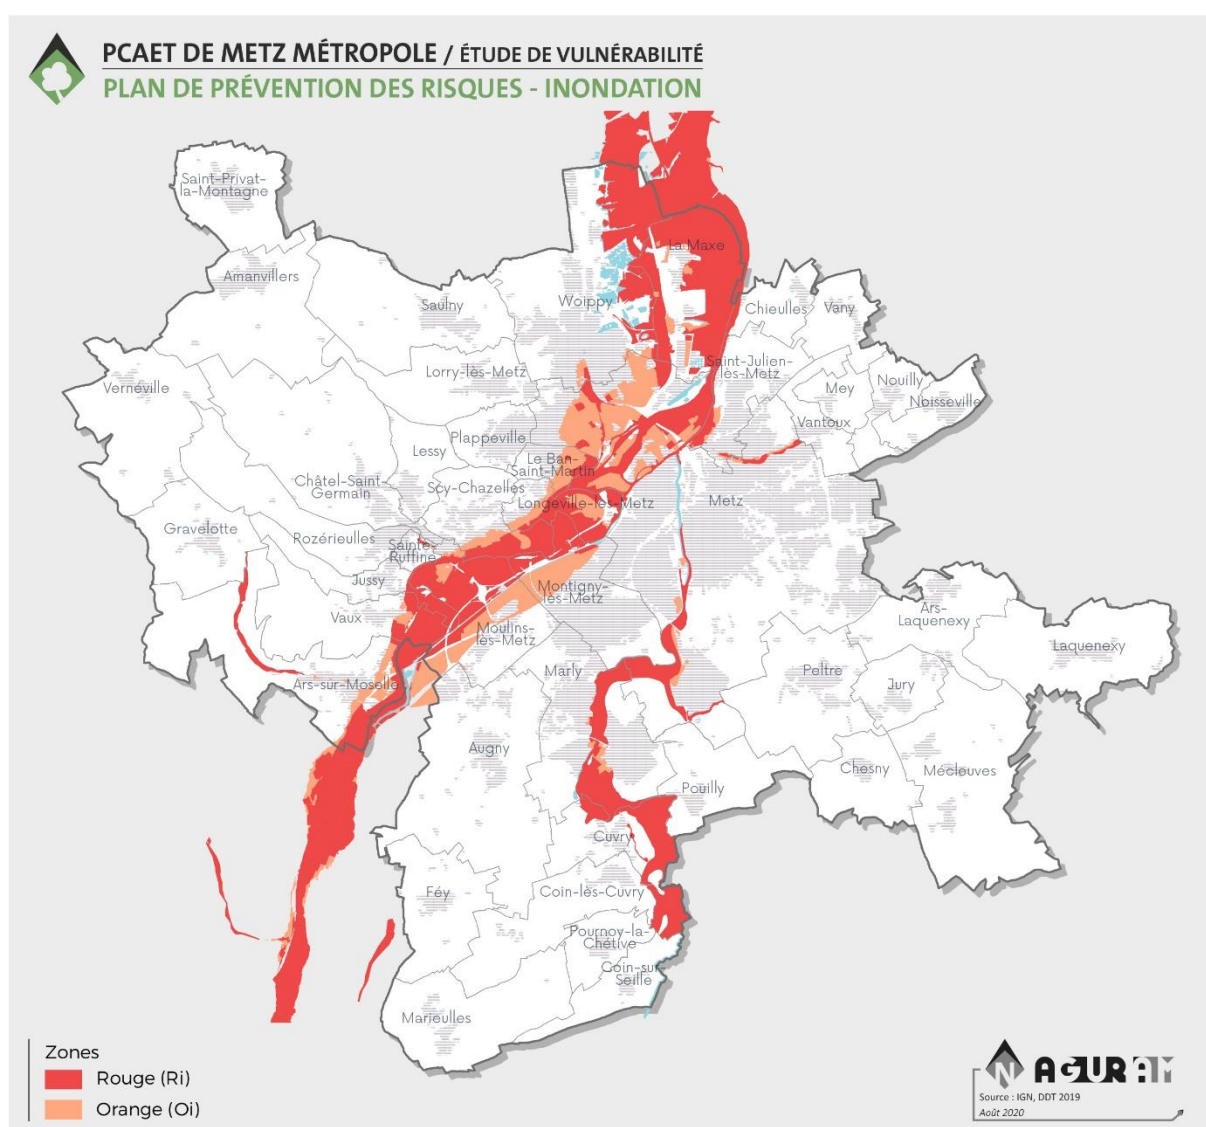 PCAET DE METZ MÉTROPOLE / ÉTUDE DE VULNÉRABILITÉ
PLAN DE PRÉVENTION DES RISQUES - INONDATION
Saint-Privat-
la-Montagne
Amanvillers
La Maxe
Saulny
Woippy
Chieulles
Vany
Vernéville
Lorry-lès-Metz
Saint-Julien-
lès-Metz
Mey
Nouilly
Noisseville
Vantoux
Plappeville
Lessy
Le Ban-
Saint-Martin
Châtel-Saint-
Germain
Scy-Chazelles
Longeville-lès-Metz
Metz
Gravelotte
Rozérieulles
Sainte-
Ruffine
Jussy
Montigny-
lès-Metz
Vaux
Moulins-
lès-Metz
Ars-
Laquenexy
Laquenexy
Ars-sur-Moselle
Marly
Peltre
Jury
Augny
Chesny
Mécleuves
Pouilly
Cuvry
Féy
Coin-lès-Cuvry
Pournoy-la-
Chétive
Coin-sur-
Seille
Marieulles
Zones
Rouge (Ri)
Orange (Oi)
N
AGURAM
Source : IGN, DDT 2019
Août 2020